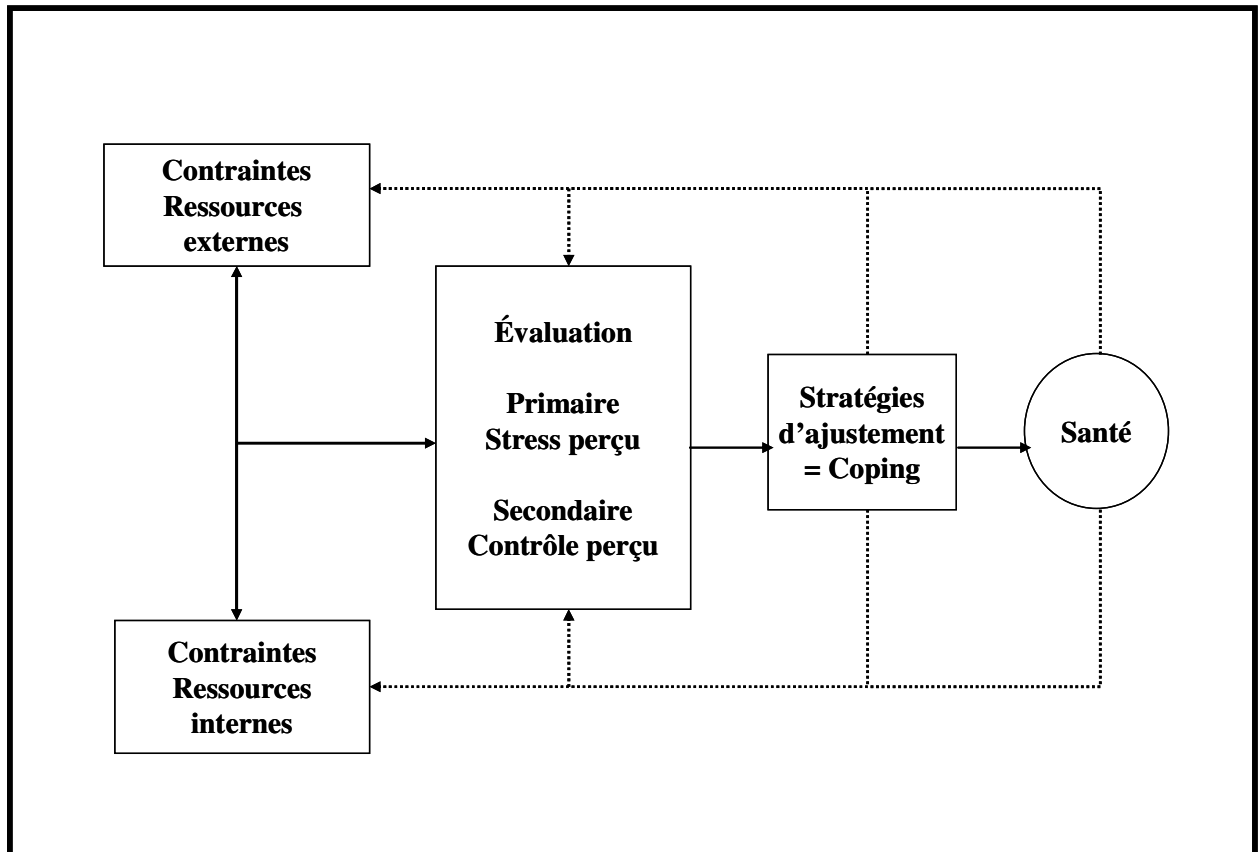 Contraintes
Ressources
externes
Évaluation
Primaire
Stress perçu
Secondaire
Contrôle perçu
Stratégies
d’ajustement
= Coping
Santé
Contraintes
Ressources
internes